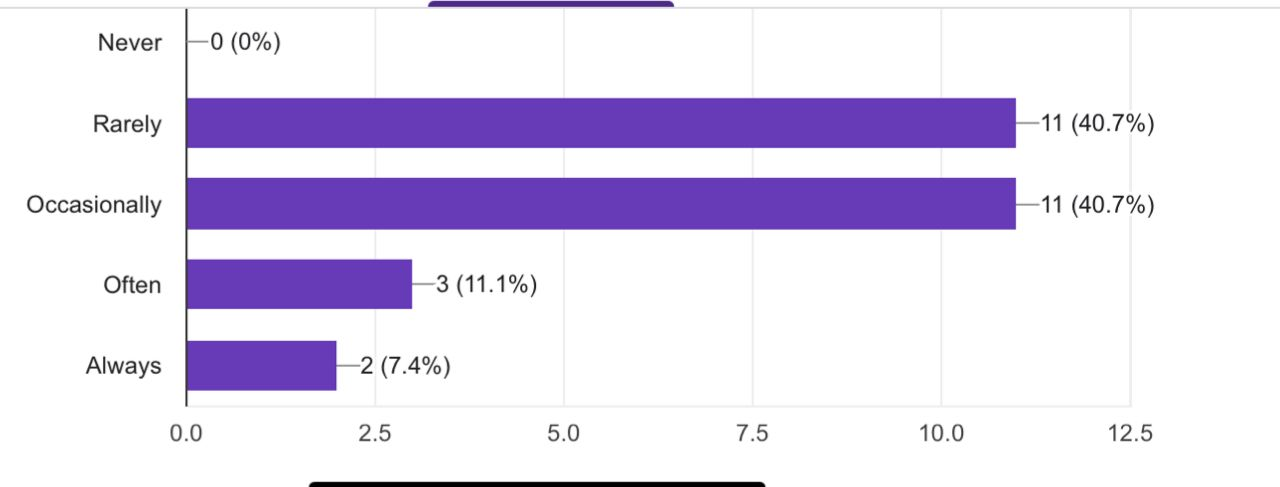 Never 0 (0%)
Rarely 11 (40.7%)
Occasionally 11 (40.7%)
Often 3 (11.1%)
Always 2 (7.4%)
0.0 2.5 5.0 7.5 10.0 12.5